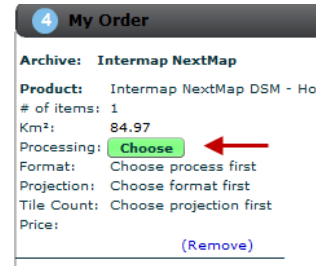 4 My Order
Archive: Intermap NextMap
Product: Intermap NextMap DSM - Ho
# of items: 1
Km²: 84.97
Processing: Choose
Format: Choose process first
Projection: Choose format first
Tile Count: Choose projection first
Price:
(Remove)